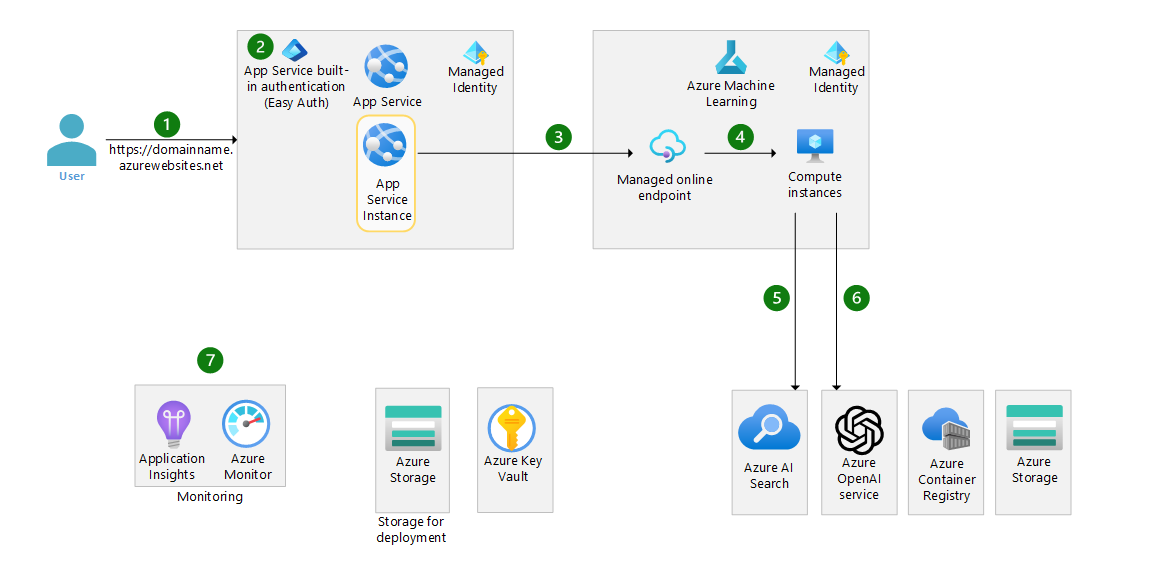 1
https://domainname.
azurewebsites.net
User
2
App Service built-
in authentication
(Easy Auth)
App Service
Managed
Identity
App
Service
Instance
3
Azure Machine
Learning
Managed
Identity
Managed online
endpoint
4
Compute
instances
5
6
7
Application
Insights
Azure
Monitor
Monitoring
Azure
Storage
Storage for
deployment
Azure Key
Vault
Azure AI
Search
Azure
OpenAI
service
Azure
Container
Registry
Azure
Storage